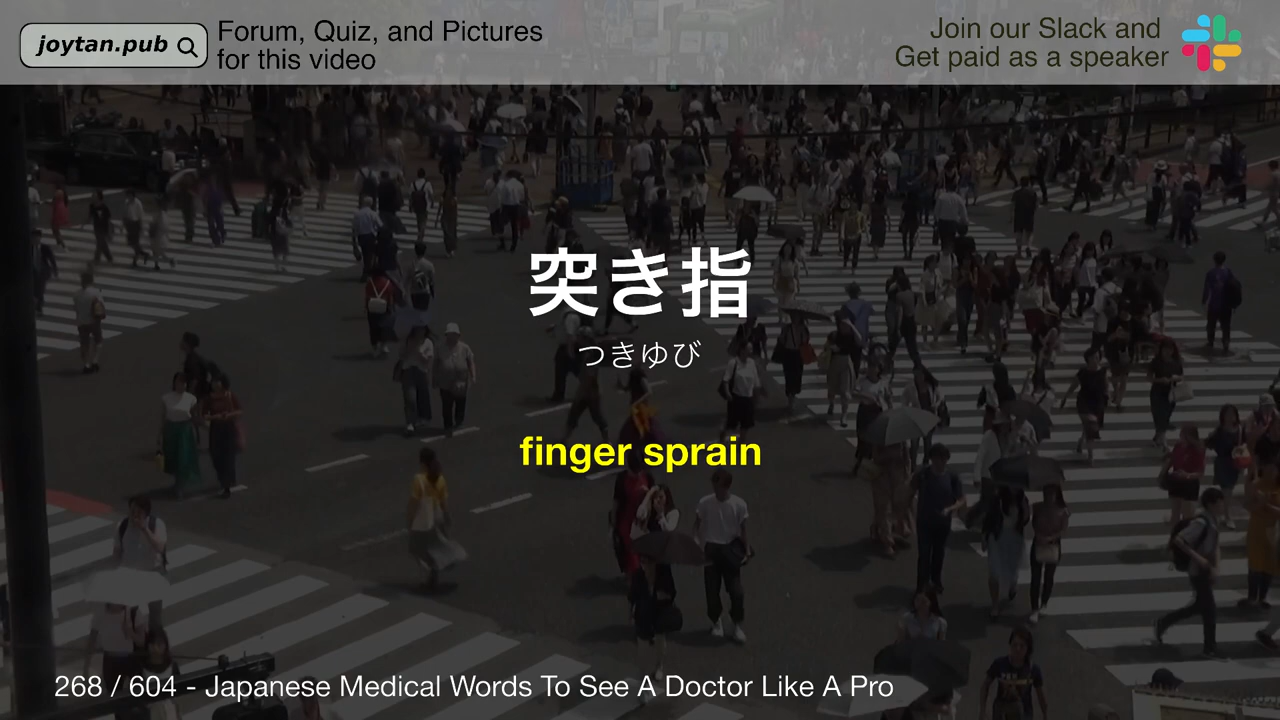 joytan.pub
Forum, Quiz, and Pictures
for this video
Join our Slack and
Get paid as a speaker
突き指
つきゆび
finger sprain
268 / 604 - Japanese Medical Words To See A Doctor Like A Pro